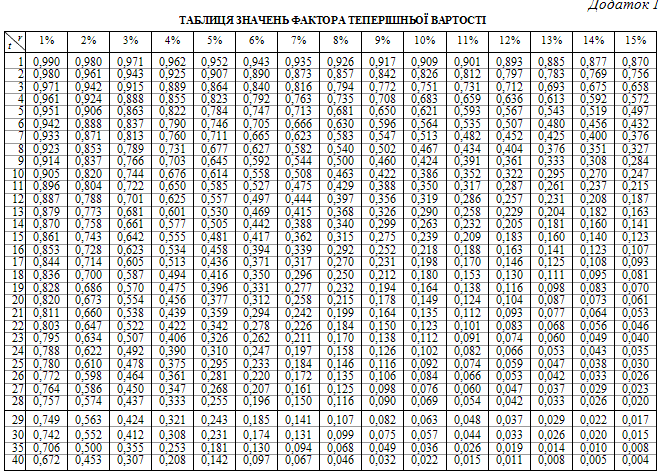 Додаток 1
ТАБЛИЦЯ ЗНАЧЕНЬ ФАКТОРА ТЕПЕРІШНЬОЇ ВАРТОСТІ
r t 1% 2% 3% 4% 5% 6% 7% 8% 9% 10% 11% 12% 13% 14% 15%
1 0,990 0,980 0,971 0,962 0,952 0,943 0,935 0,926 0,917 0,909 0,901 0,893 0,885 0,877 0,870
2 0,980 0,961 0,943 0,925 0,907 0,890 0,873 0,857 0,842 0,826 0,812 0,797 0,783 0,769 0,756
3 0,971 0,942 0,915 0,889 0,864 0,840 0,816 0,794 0,772 0,751 0,731 0,712 0,693 0,675 0,658
4 0,961 0,924 0,888 0,855 0,823 0,792 0,763 0,735 0,708 0,683 0,659 0,636 0,613 0,592 0,572
5 0,951 0,906 0,863 0,822 0,784 0,747 0,713 0,681 0,650 0,621 0,593 0,567 0,543 0,519 0,497
6 0,942 0,888 0,837 0,790 0,746 0,705 0,666 0,630 0,596 0,564 0,535 0,507 0,480 0,456 0,432
7 0,933 0,871 0,813 0,760 0,711 0,665 0,623 0,583 0,547 0,513 0,482 0,452 0,425 0,400 0,376
8 0,923 0,853 0,789 0,731 0,677 0,627 0,582 0,540 0,502 0,467 0,434 0,404 0,376 0,351 0,327
9 0,914 0,837 0,766 0,703 0,645 0,592 0,544 0,500 0,460 0,424 0,391 0,361 0,333 0,308 0,284
10 0,905 0,820 0,744 0,676 0,614 0,558 0,508 0,463 0,422 0,386 0,352 0,322 0,295 0,270 0,247
11 0,896 0,804 0,722 0,650 0,585 0,527 0,475 0,429 0,388 0,350 0,317 0,287 0,261 0,237 0,215
12 0,887 0,788 0,701 0,625 0,557 0,497 0,444 0,397 0,356 0,319 0,286 0,257 0,231 0,208 0,187
13 0,879 0,773 0,681 0,601 0,530 0,469 0,415 0,368 0,326 0,290 0,258 0,229 0,204 0,182 0,163
14 0,870 0,758 0,661 0,577 0,505 0,442 0,388 0,340 0,299 0,263 0,232 0,205 0,181 0,160 0,141
15 0,861 0,743 0,642 0,555 0,481 0,417 0,362 0,315 0,275 0,239 0,209 0,183 0,160 0,140 0,123
16 0,853 0,728 0,623 0,534 0,458 0,394 0,339 0,292 0,252 0,218 0,188 0,163 0,141 0,123 0,107
17 0,844 0,714 0,605 0,513 0,436 0,371 0,317 0,270 0,231 0,198 0,170 0,146 0,125 0,108 0,093
18 0,836 0,700 0,587 0,494 0,416 0,350 0,296 0,250 0,212 0,180 0,153 0,130 0,111 0,095 0,081
19 0,828 0,686 0,570 0,475 0,396 0,331 0,277 0,232 0,194 0,164 0,138 0,116 0,098 0,083 0,070
20 0,820 0,673 0,554 0,456 0,377 0,312 0,258 0,215 0,178 0,149 0,124 0,104 0,087 0,073 0,061
21 0,811 0,660 0,538 0,439 0,359 0,294 0,242 0,199 0,164 0,135 0,112 0,093 0,077 0,064 0,053
22 0,803 0,647 0,522 0,422 0,342 0,278 0,226 0,184 0,150 0,123 0,101 0,083 0,068 0,056 0,046
23 0,795 0,634 0,507 0,406 0,326 0,262 0,211 0,170 0,138 0,112 0,091 0,074 0,060 0,049 0,040
24 0,788 0,622 0,492 0,390 0,310 0,247 0,197 0,158 0,126 0,102 0,082 0,066 0,053 0,043 0,035
25 0,780 0,610 0,478 0,375 0,295 0,233 0,184 0,146 0,116 0,092 0,074 0,059 0,047 0,038 0,030
26 0,772 0,598 0,464 0,361 0,281 0,220 0,172 0,135 0,106 0,084 0,066 0,053 0,042 0,033 0,026
27 0,764 0,586 0,450 0,347 0,268 0,207 0,161 0,125 0,098 0,076 0,060 0,047 0,037 0,029 0,023
28 0,757 0,574 0,437 0,333 0,255 0,196 0,150 0,116 0,090 0,069 0,054 0,042 0,033 0,026 0,020
29 0,749 0,563 0,424 0,321 0,243 0,185 0,141 0,107 0,082 0,063 0,048 0,037 0,029 0,022 0,017
30 0,742 0,552 0,412 0,308 0,231 0,174 0,131 0,099 0,075 0,057 0,044 0,033 0,026 0,020 0,015
35 0,706 0,500 0,355 0,253 0,181 0,130 0,094 0,068 0,049 0,036 0,026 0,019 0,014 0,010 0,008
40 0,672 0,453 0,307 0,208 0,142 0,097 0,067 0,046 0,032 0,022 0,015 0,011 0,008 0,005 0,004